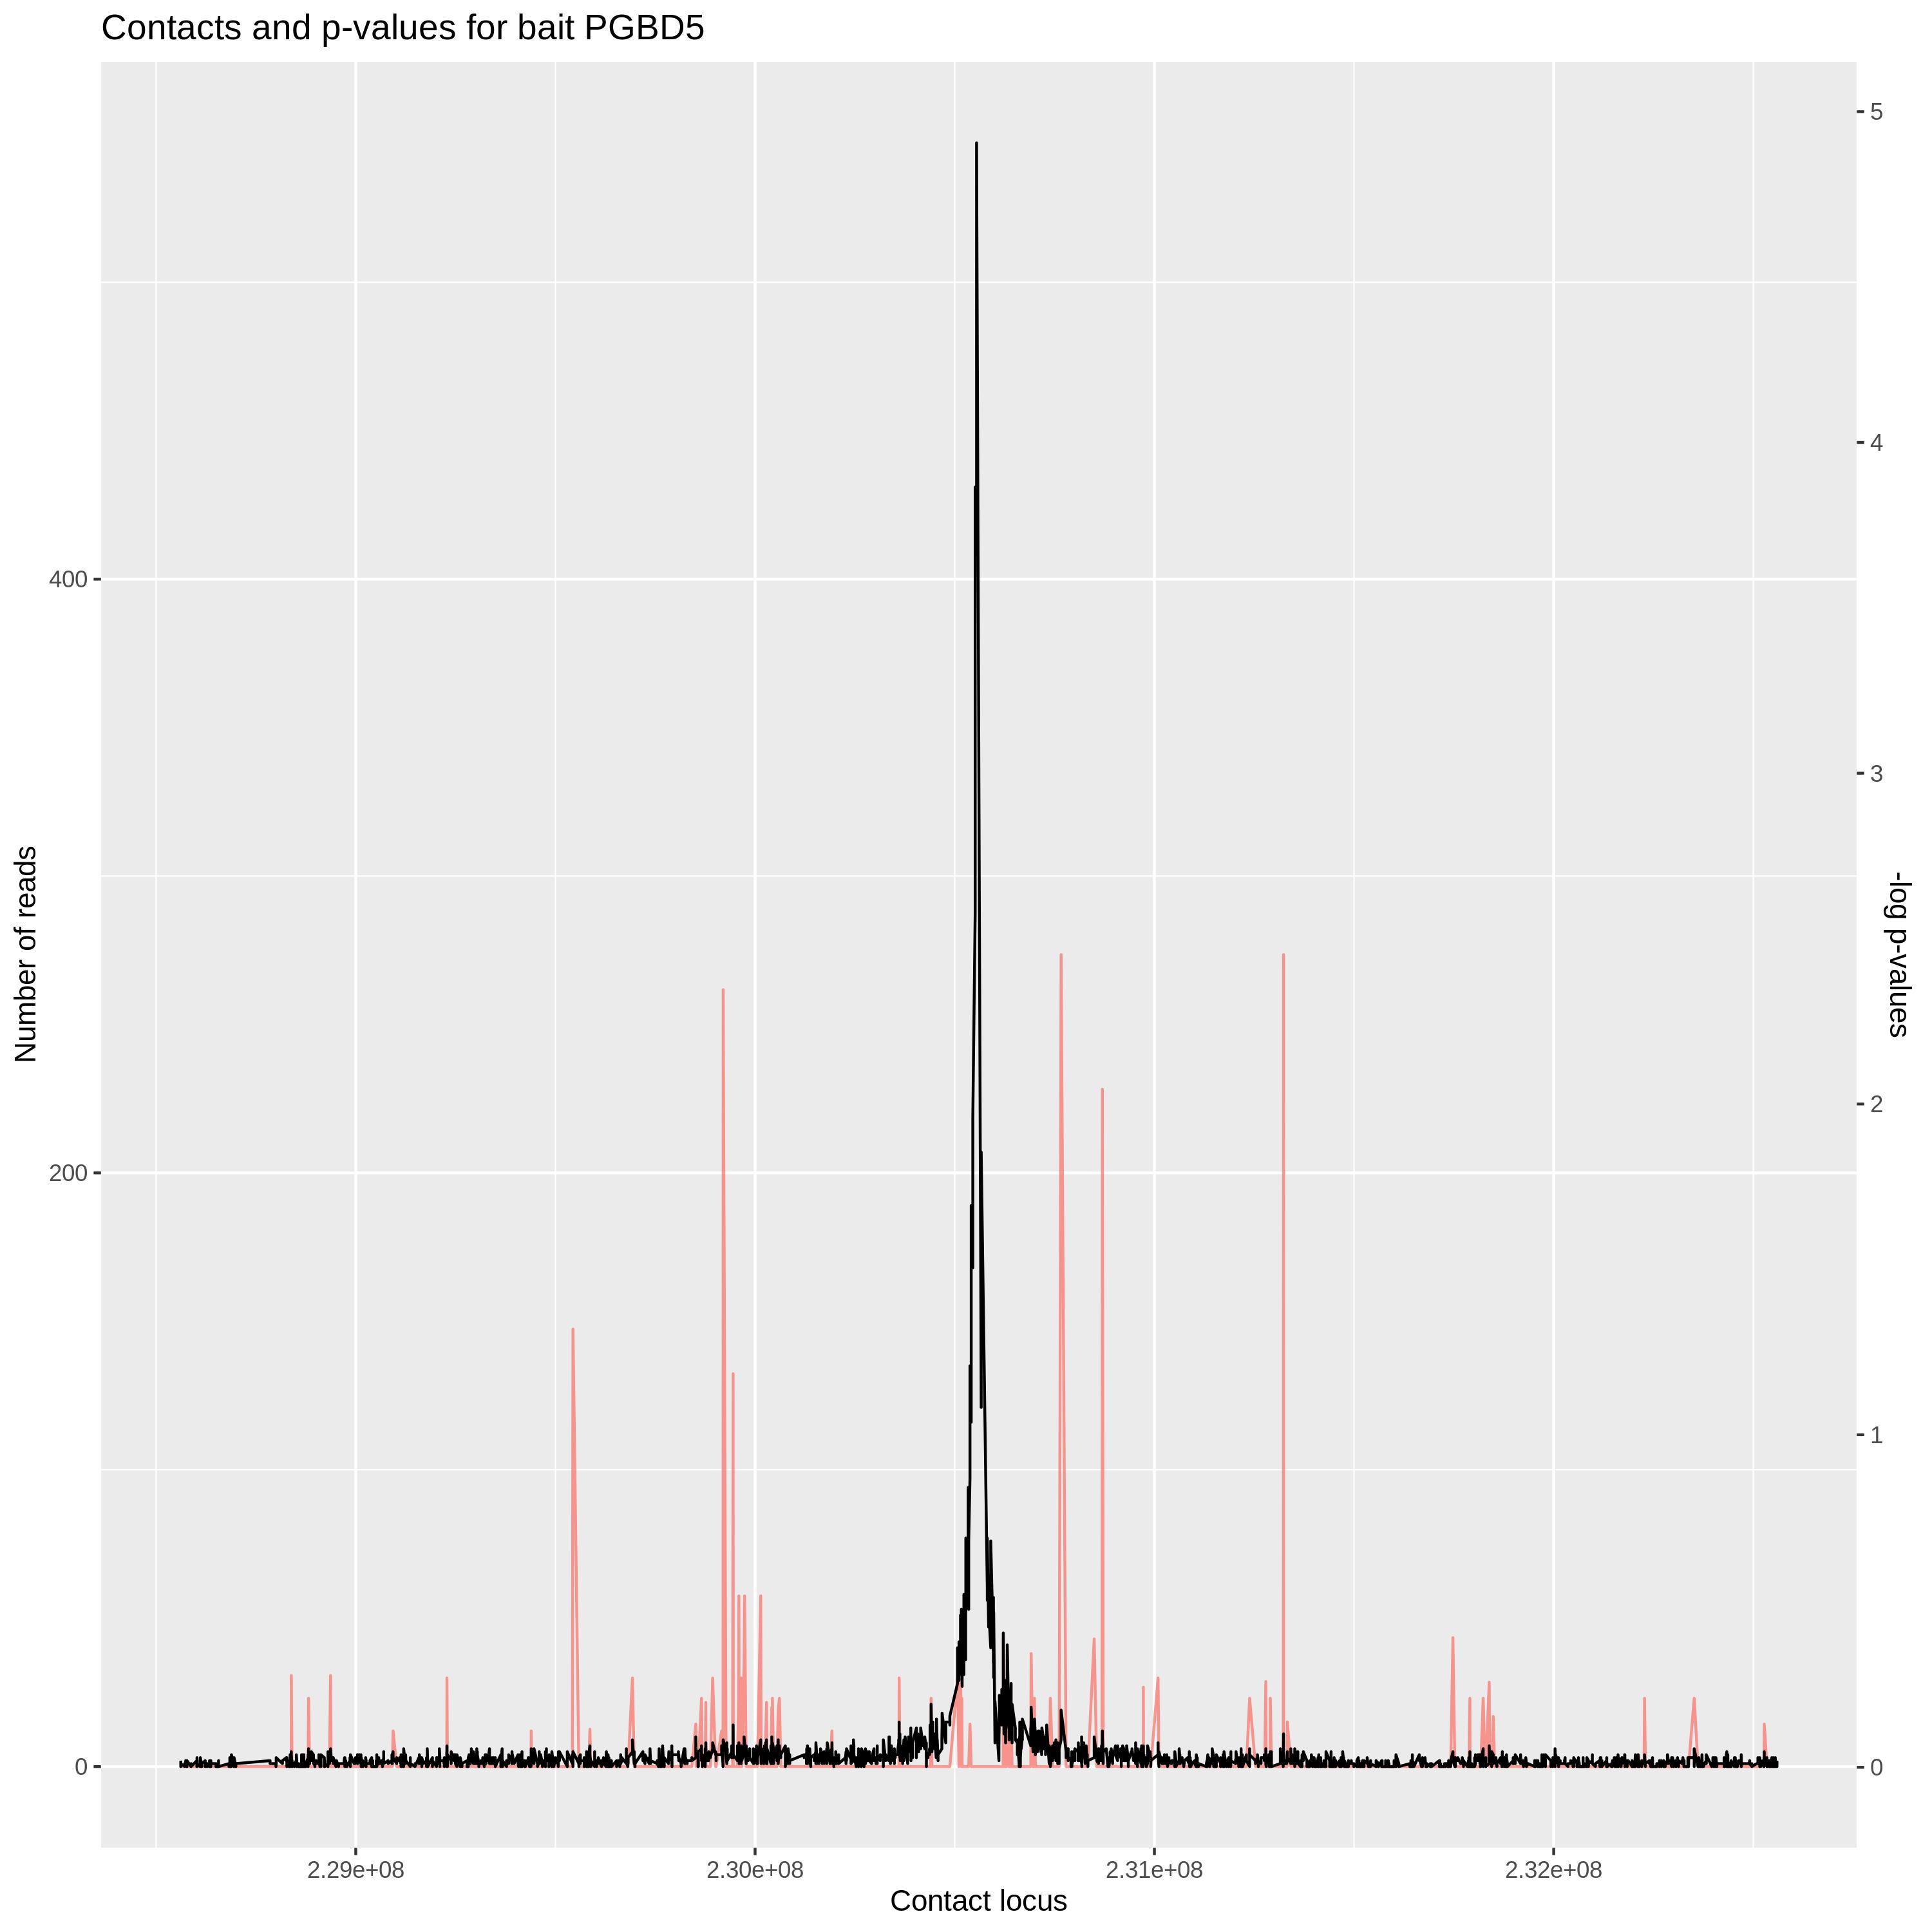 Contacts and p-values for bait PGBD5
Number of reads
400
200
0
5
4
3
2
1
0
-log p-values
2.29e+08
2.30e+08
2.31e+08
2.32e+08
Contact locus